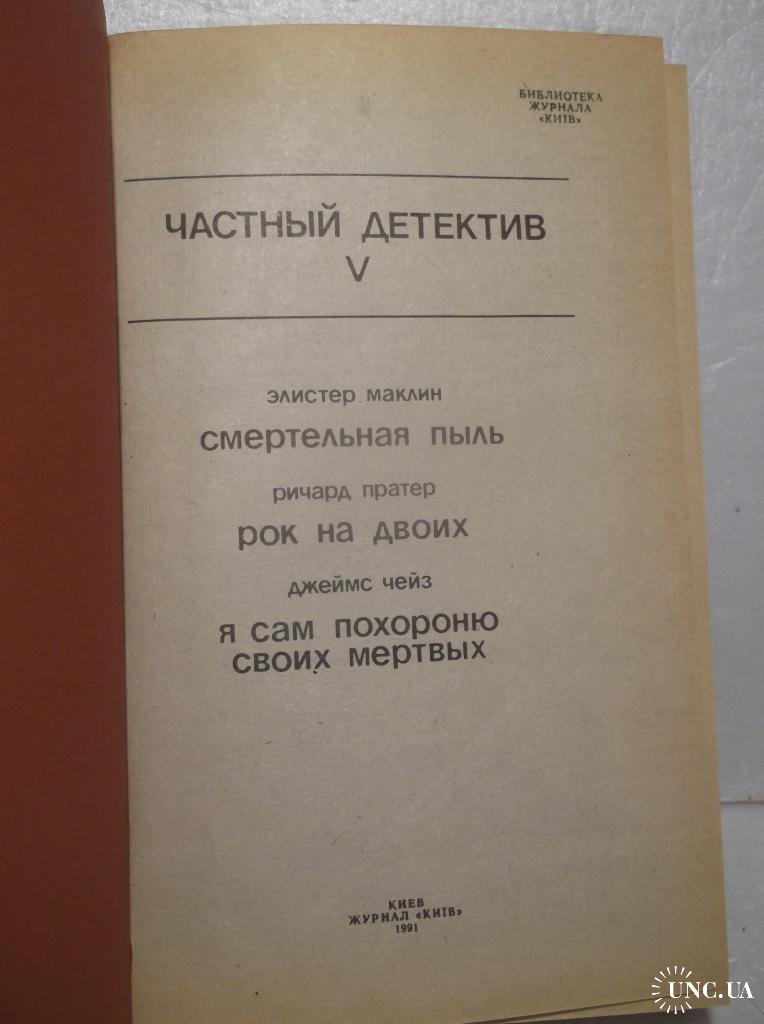 БИБЛИОТЕКА
ЖУРНАЛА
«КИЇВ»
ЧАСТНЫЙ ДЕТЕКТИВ
V
элистер маклин
смертельная пыль
ричард пратер
рок на двоих
джеймс чейз
я сам похороню
своих мертвых
КИЕВ
ЖУРНАЛ «КИЇВ»
1991
UNC.UA